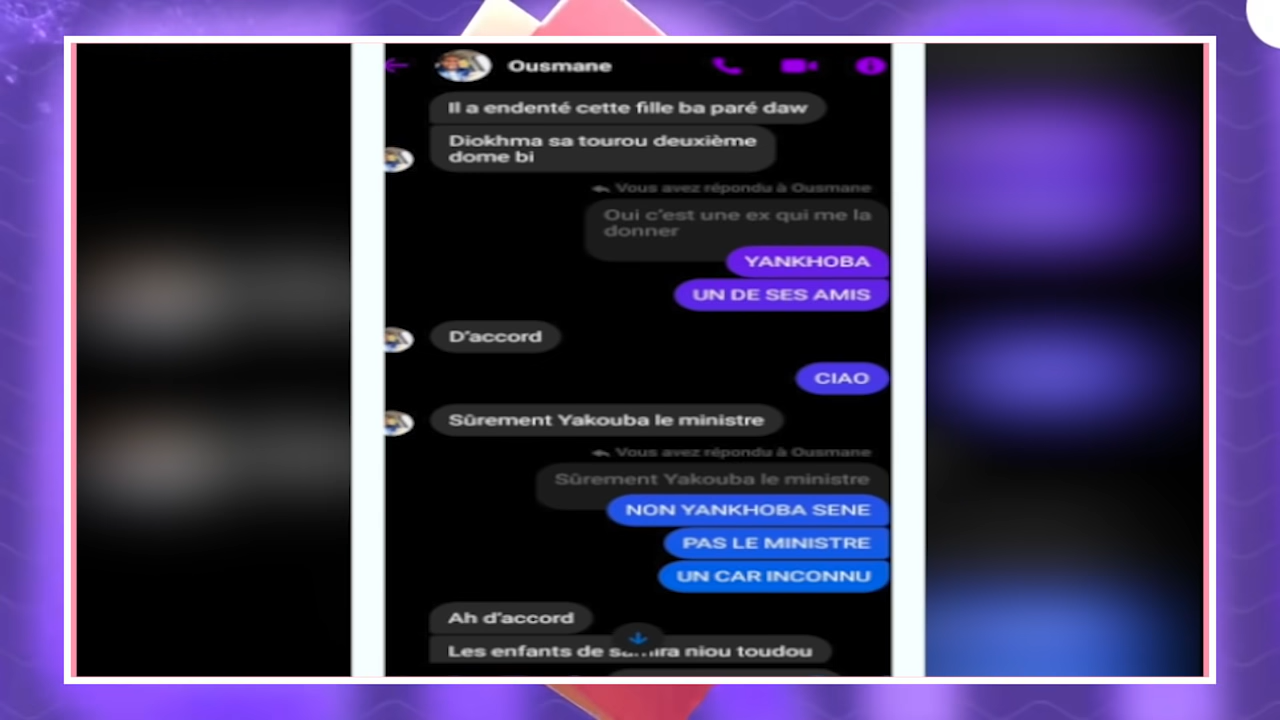 Ousmane
Il a endenté cette fille ba paré daw
Diokhma sa tourou deuxième
dome bi
Vous avez répondu à Ousmane
Oui c'est une ex qui me la
donner
YANKHOBA
UN DE SES AMIS
D'accord
CIAO
Sûrement Yakouba le ministre
Vous avez répondu à Ousmane
Sûrement Yakouba le ministre
NON YANKHOBA SENE
PAS LE MINISTRE
UN CAR INCONNU
Ah d'accord
Les enfants de niou toudou